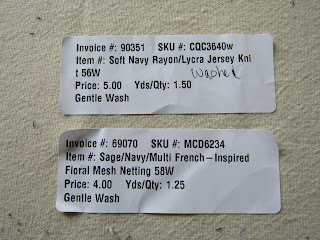 Invoice #: 90351 SKU #: CQC3640w
Item #: Soft Navy Rayon/Lycra Jersey Kni
t 56W
Washed
Price: 5.00 Yds/Qty: 1.50
Gentle Wash
Invoice #: 69070 SKU #: MCD6234
Item #: Sage/Navy/Multi French-Inspired
Floral Mesh Netting 58W
Price: 4.00 Yds/Qty: 1.25
Gentle Wash